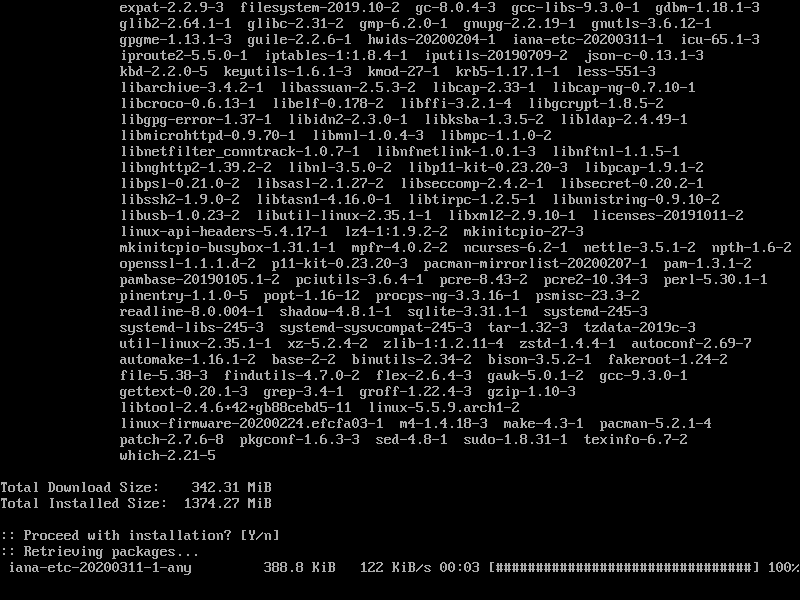 expat-2.2.9-3 filesystem-2019.10-2 gc-8.0.4-3 gcc-libs-9.3.0-1 gdbm-1.18.1-3
glib2-2.64.1-1 glibc-2.31-2 gmp-6.2.0-1 gnupg-2.2.19-1 gnutls-3.6.12-1
gpgme-1.13.1-3 guile-2.2.6-1 hwids-20200204-1 iana-etc-20200311-1 icu-65.1-3
iproute2-5.5.0-1 iptables-1:1.8.4-1 iputils-20190709-2 json-c-0.13.1-3
kbd-2.2.0-5 keyutils-1.6.1-3 kmod-27-1 krb5-1.17.1-1 less-551-3
libarchive-3.4.2-1 libassuan-2.5.3-2 libcap-2.33-1 libcap-ng-0.7.10-1
libcroco-0.6.13-1 libelf-0.178-2 libffi-3.2.1-4 libgcrypt-1.8.5-2
libgpg-error-1.37-1 libidn2-2.3.0-1 libksba-1.3.5-2 libldap-2.4.49-1
libmicrohttpd-0.9.70-1 libmnl-1.0.4-3 libmpc-1.1.0-2
libnetfilter_conntrack-1.0.7-1 libnfnetlink-1.0.1-3 libnftnl-1.1.5-1
libnghttp2-1.39.2-2 libnl-3.5.0-2 libp11-kit-0.23.20-3 libpcap-1.9.1-2
libpsl-0.21.0-2 libsasl-2.1.27-2 libseccomp-2.4.2-1 libsecret-0.20.2-1
libssh2-1.9.0-2 libtasn1-4.16.0-1 libtirpc-1.2.5-1 libunistring-0.9.10-2
libusb-1.0.23-2 libutil-linux-2.35.1-1 libxml2-2.9.10-1 licenses-20191011-2
linux-api-headers-5.4.17-1 lz4-1:1.9.2-2 mkinitcpio-27-3
mkinitcpio-busybox-1.31.1-1 mpfr-4.0.2-2 ncurses-6.2-1 nettle-3.5.1-2 npth-1.6-2
openssl-1.1.1.d-2 p11-kit-0.23.20-3 pacman-mirrorlist-20200207-1 pam-1.3.1-2
pambase-20190105.1-2 pciutils-3.6.4-1 pcre-8.43-2 pcre2-10.34-3 perl-5.30.1-1
pinentry-1.1.0-5 popt-1.16-12 procps-ng-3.3.16-1 psmisc-23.3-2
readline-8.0.004-1 shadow-4.8.1-1 sqlite-3.31.1-1 systemd-245-3
systemd-libs-245-3 systemd-sysvcompat-245-3 tar-1.32-3 tzdata-2019c-3
util-linux-2.35.1-1 xz-5.2.4-2 zlib-1:1.2.11-4 zstd-1.4.4-1 autoconf-2.69-7
automake-1.16.1-2 base-2-2 binutils-2.34-2 bison-3.5.2-1 fakeroot-1.24-2
file-5.38-3 findutils-4.7.0-2 flex-2.6.4-3 gawk-5.0.1-2 gcc-9.3.0-1
gettext-0.20.1-3 grep-3.4-1 groff-1.22.4-3 gzip-1.10-3
libtool-2.4.6+42+gb88cebd5-11 linux-5.5.9.arch1-2
linux-firmware-20200224.efcfa03-1 m4-1.4.18-3 make-4.3-1 pacman-5.2.1-4
patch-2.7.6-8 pkgconf-1.6.3-3 sed-4.8-1 sudo-1.8.31-1 texinfo-6.7-2
which-2.21-5
Total Download Size: 342.31 MiB
Total Installed Size: 1374.27 MiB
:: Proceed with installation? [Y/n]
:: Retrieving packages...
iana-etc-20200311-1-any 388.8 KiB 122 KiB/s 00:03 [################################] 100%